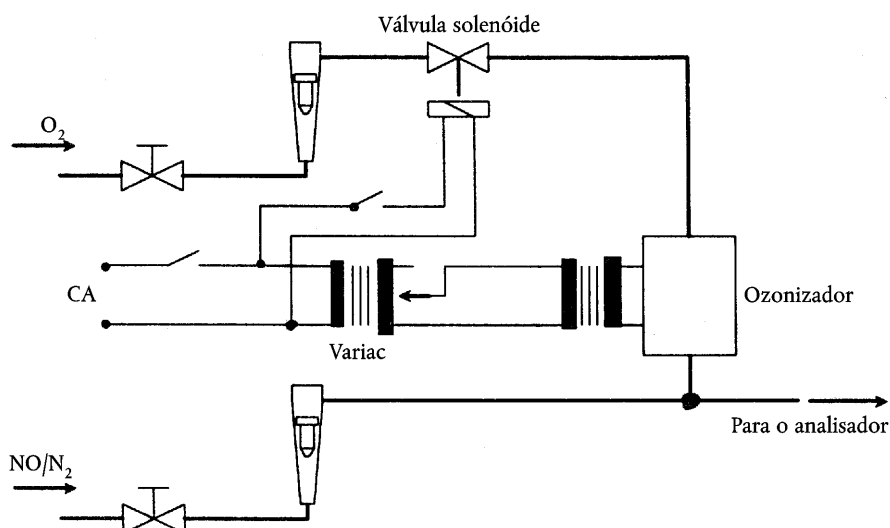 Válvula solenóide
O₂
CA
Variac
Ozonizador
Para o analisador
NO/N₂